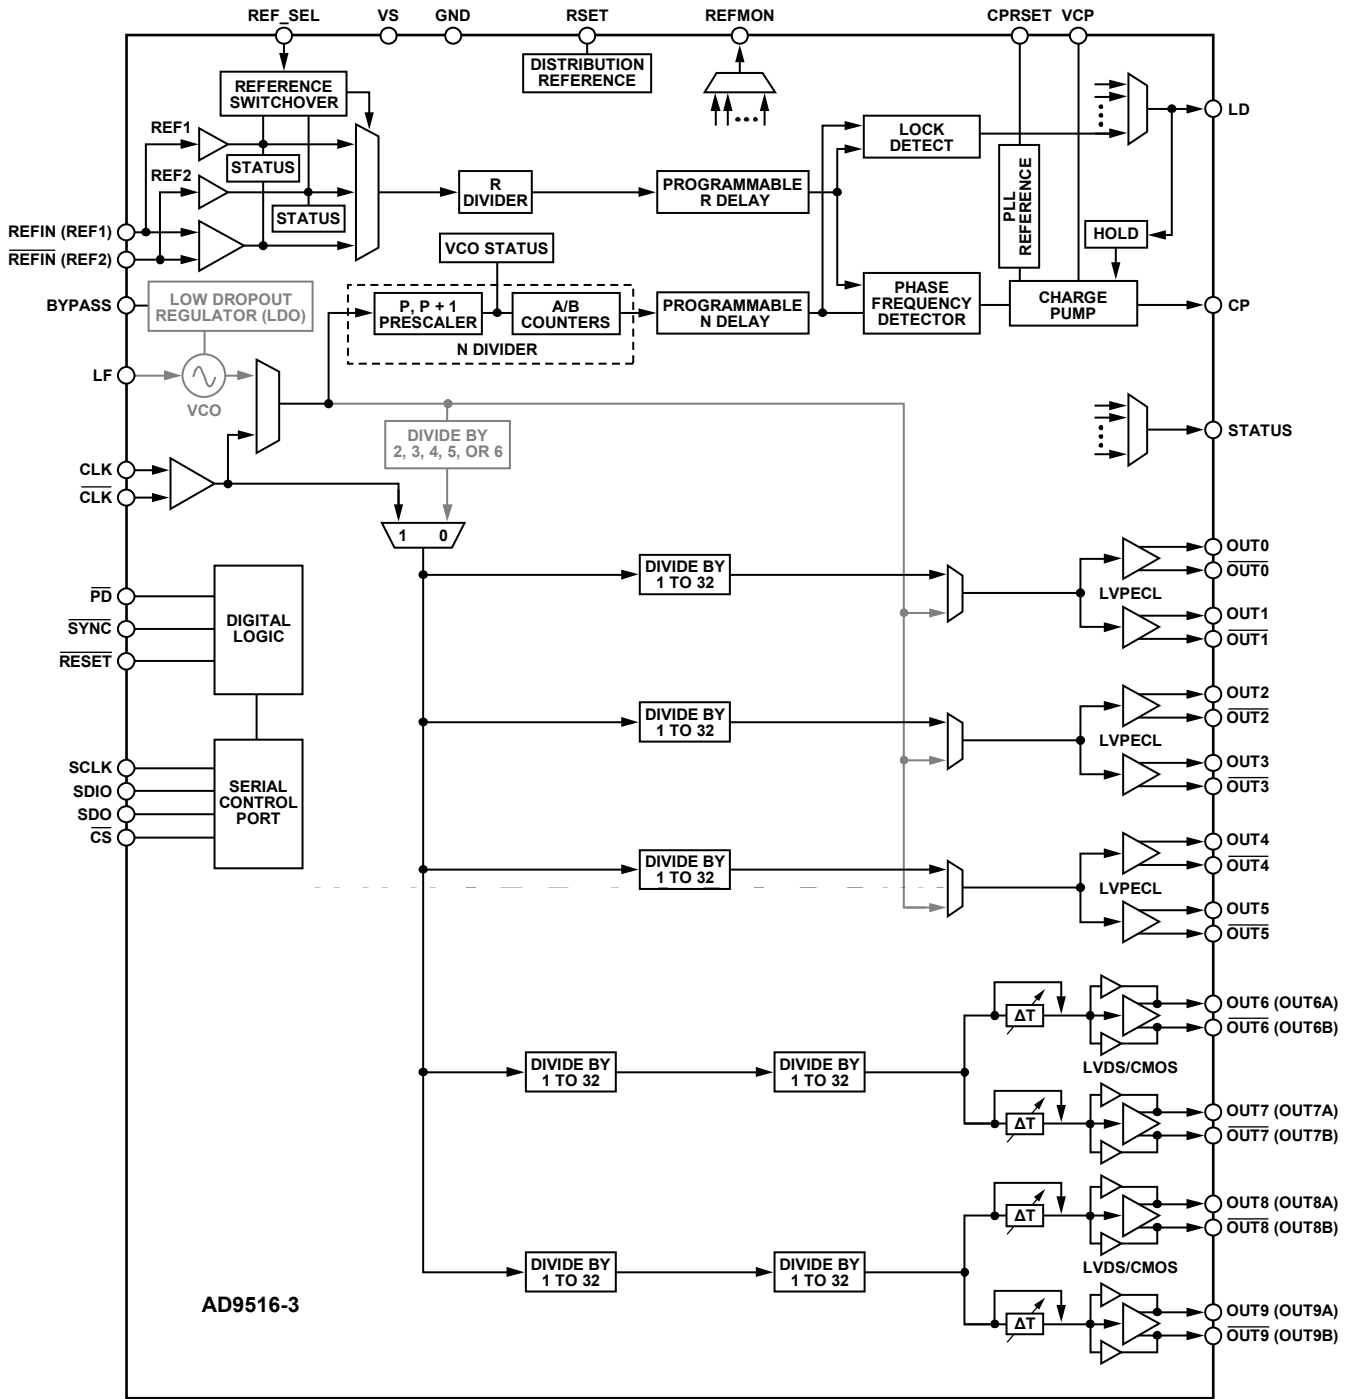 REF_SEL
VS
GND
RSET
REFMON
CPRSET
VCP
DISTRIBUTION
REFERENCE
REFERENCE
SWITCHOVER
REF1
STATUS
REF2
STATUS
R
DIVIDER
PROGRAMMABLE
R DELAY
LOCK
DETECT
LD
PLL
REFERENCE
HOLD
REFIN (REF1)
REFIN (REF2)
VCO STATUS
BYPASS
LOW DROPOUT
REGULATOR (LDO)
P, P + 1
PRESCALER
A/B
COUNTERS
N DIVIDER
PROGRAMMABLE
N DELAY
PHASE
FREQUENCY
DETECTOR
CHARGE
PUMP
CP
LF
VCO
DIVIDE BY
2, 3, 4, 5, OR 6
STATUS
CLK
CLK
1
0
PD
SYNC
RESET
DIGITAL
LOGIC
DIVIDE BY
1 TO 32
LVPECL
OUT0
OUT0
OUT1
OUT1
DIVIDE BY
1 TO 32
LVPECL
OUT2
OUT2
OUT3
OUT3
SCLK
SDIO
SDO
CS
SERIAL
CONTROL
PORT
DIVIDE BY
1 TO 32
LVPECL
OUT4
OUT4
OUT5
OUT5
DIVIDE BY
1 TO 32
DIVIDE BY
1 TO 32
ΔT
OUT6 (OUT6A)
OUT6 (OUT6B)
LVDS/CMOS
ΔT
OUT7 (OUT7A)
OUT7 (OUT7B)
DIVIDE BY
1 TO 32
DIVIDE BY
1 TO 32
ΔT
OUT8 (OUT8A)
OUT8 (OUT8B)
LVDS/CMOS
ΔT
OUT9 (OUT9A)
OUT9 (OUT9B)
AD9516-3